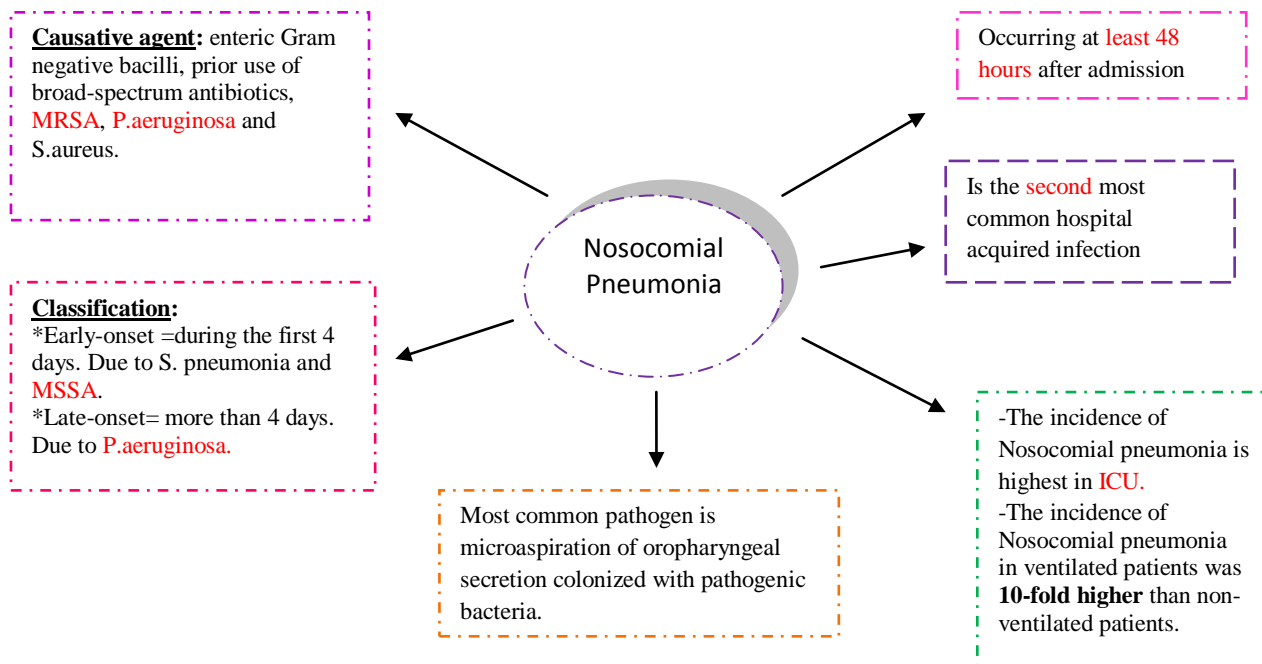 Causative agent: enteric Gram
negative bacilli, prior use of
broad-spectrum antibiotics,
MRSA, P.aeruginosa and
S.aureus.
Occurring at least 48
hours after admission
Is the second most
common hospital
acquired infection
Nosocomial
Pneumonia
Classification:
*Early-onset =during the first 4
days. Due to S. pneumonia and
MSSA.
*Late-onset= more than 4 days.
Due to P.aeruginosa.
-The incidence of
Nosocomial pneumonia is
highest in ICU.
-The incidence of
Nosocomial pneumonia
in ventilated patients was
10-fold higher than non-
ventilated patients.
Most common pathogen is
microaspiration of oropharyngeal
secretion colonized with pathogenic
bacteria.